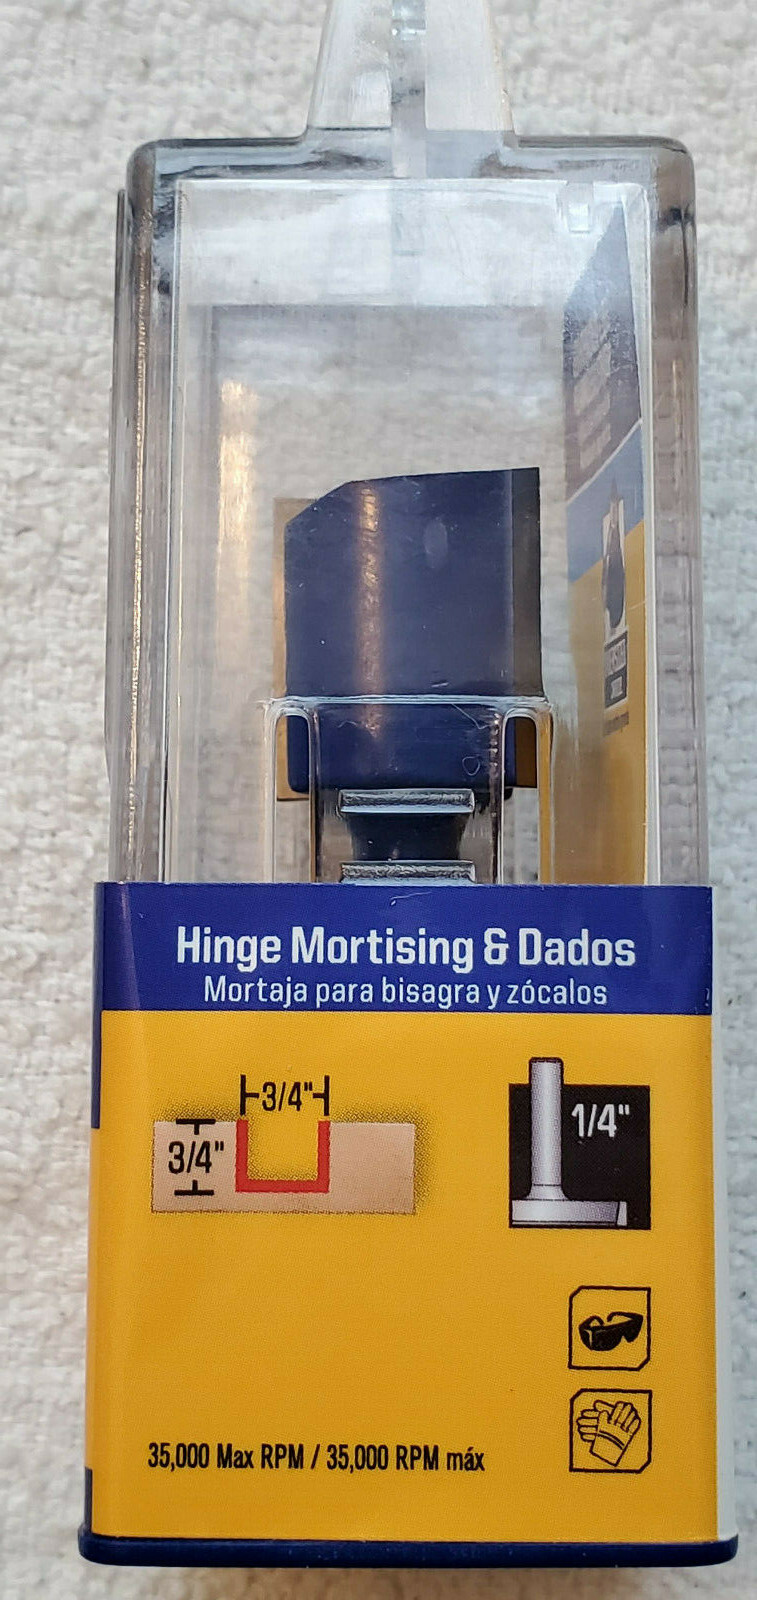 Hinge Mortising & Dados
Mortaja para bisagra y zócalos
3/4"
3/4"
1/4"
35,000 Max RPM / 35,000 RPM máx